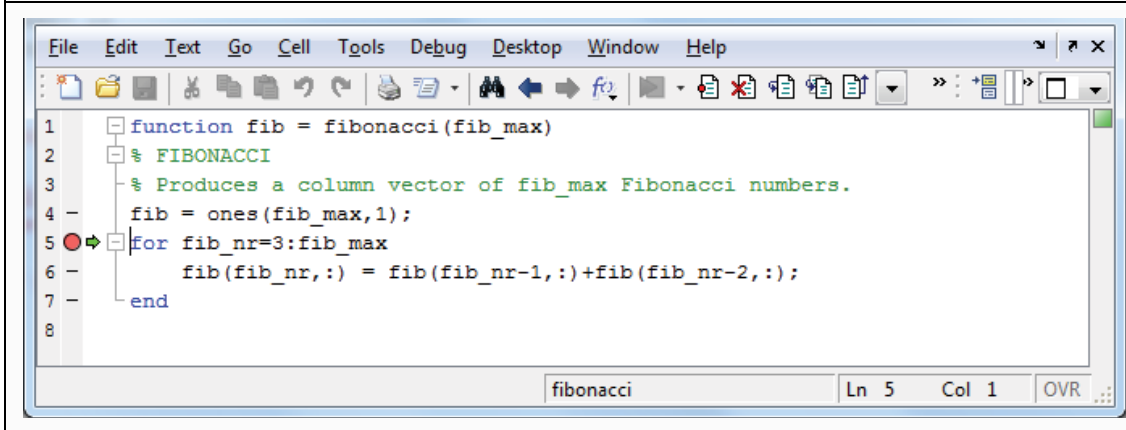 File Edit Text Go Cell Tools Debug Desktop Window Help
1 function fib = fibonacci(fib_max)
2 % FIBONACCI
3 % Produces a column vector of fib_max Fibonacci numbers.
4 fib = ones(fib_max,1);
5 for fib_nr=3:fib_max
6 fib(fib_nr,:) = fib(fib_nr-1,:)+fib(fib_nr-2,:);
7 end
8
fibonacci Ln 5 Col 1 OVR